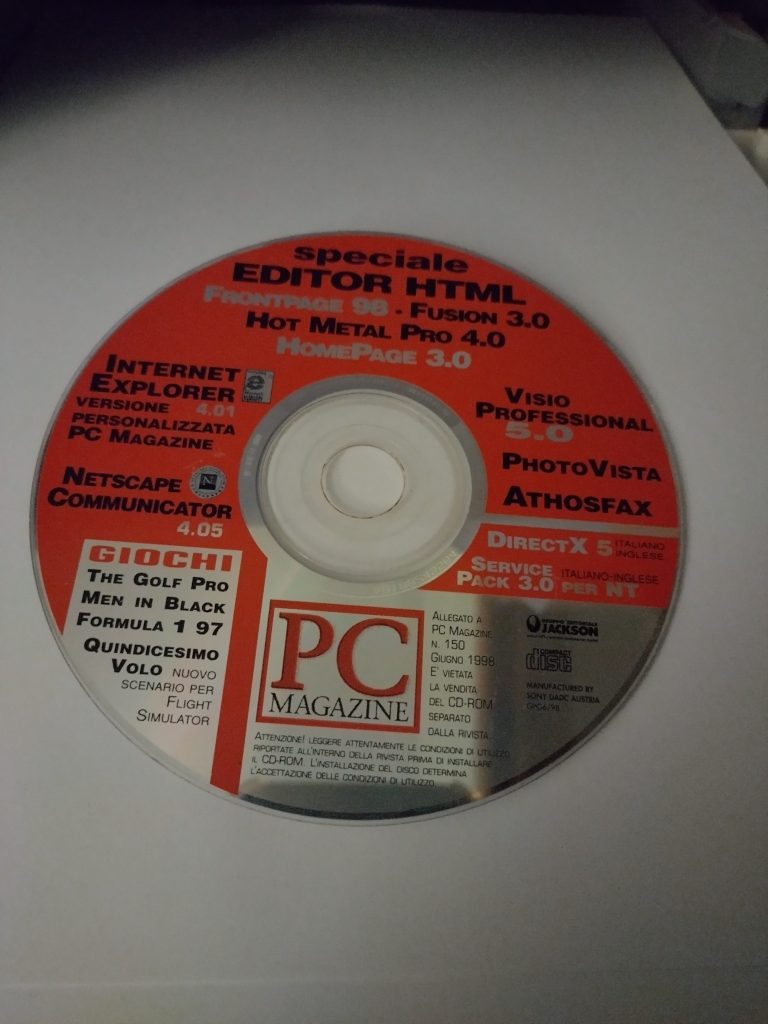 speciale
EDITOR HTML
FRONTPAGE 98 - FUSION 3.0
HOT METAL PRO 4.0
HOMEPAGE 3.0
INTERNET
EXPLORER
VERSIONE 4.01
PERSONALIZZATA
PC MAGAZINE
NETSCAPE
COMMUNICATOR
4.05
VISIO
PROFESSIONAL
5.0
PHOTOVISTA
ATHOSFAX
DIRECTX 5 ITALIANO
INGLESE
SERVICE
PACK 3.0 ITALIANO-INGLESE
PER NT
GIOCHI
THE GOLF PRO
MEN IN BLACK
FORMULA 1 97
QUINDICESIMO
VOLO NUOVO
SCENARIO PER
FLIGHT
SIMULATOR
PC
MAGAZINE
ALLEGATO A
PC MAGAZINE
N. 150
GIUGNO 1998
E' VIETATA
LA VENDITA
DEL CD-ROM
SEPARATO
DALLA RIVISTA
GRUPPO EDITORIALE
JACKSON
COMPACT
disc
MANUFACTURED BY
SONY DADC AUSTRIA
GPC6/98
ATTENZIONE! LEGGERE ATTENTAMENTE LE CONDIZIONI DI UTILIZZO
RIPORTATE ALL'INTERNO DELLA RIVISTA PRIMA DI INSTALLARE
IL CD-ROM. L'INSTALLAZIONE DEL DISCO DETERMINA
L'ACCETTAZIONE DELLE CONDIZIONI DI UTILIZZO.